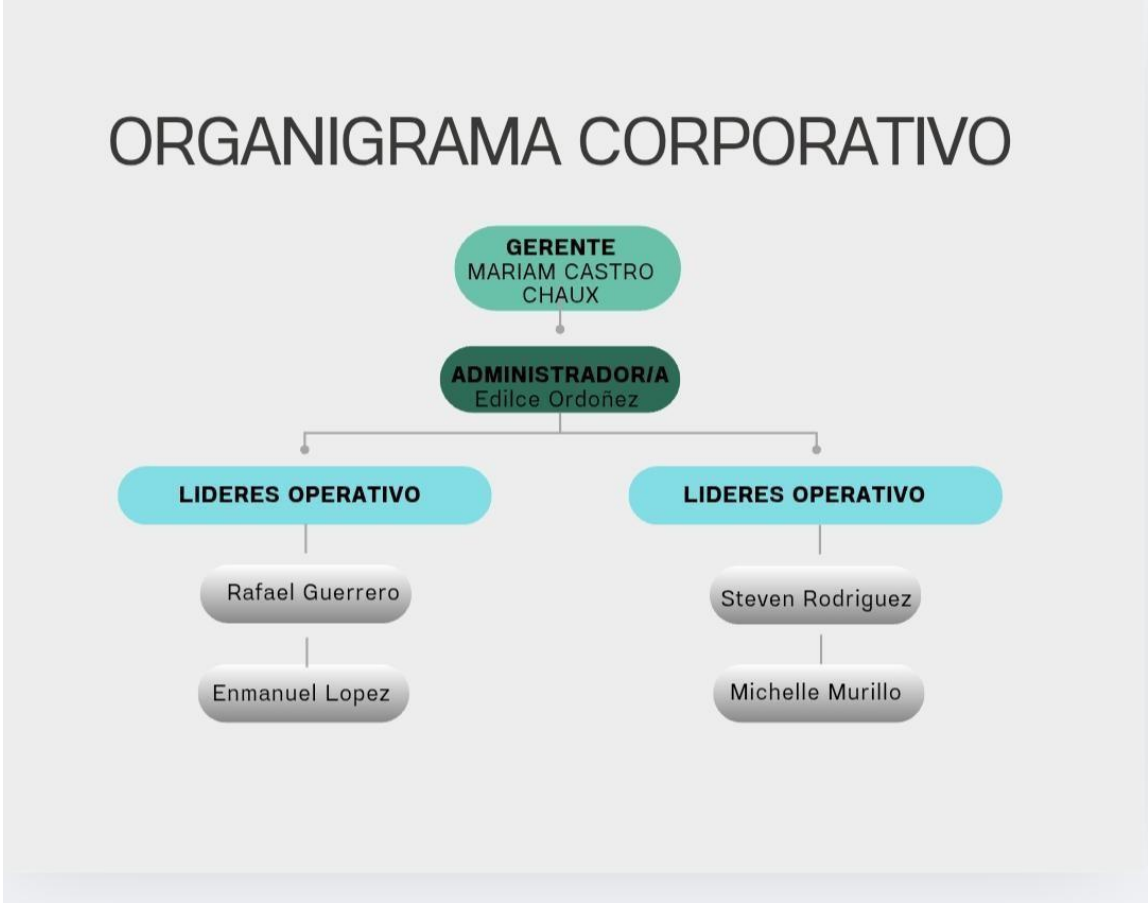 ORGANIGRAMA CORPORATIVO
GERENTE
MARIAM CASTRO
CHAUX
ADMINISTRADOR/A
Edilce Ordoñez
LIDERES OPERATIVO
LIDERES OPERATIVO
Rafael Guerrero
Steven Rodriguez
Enmanuel Lopez
Michelle Murillo